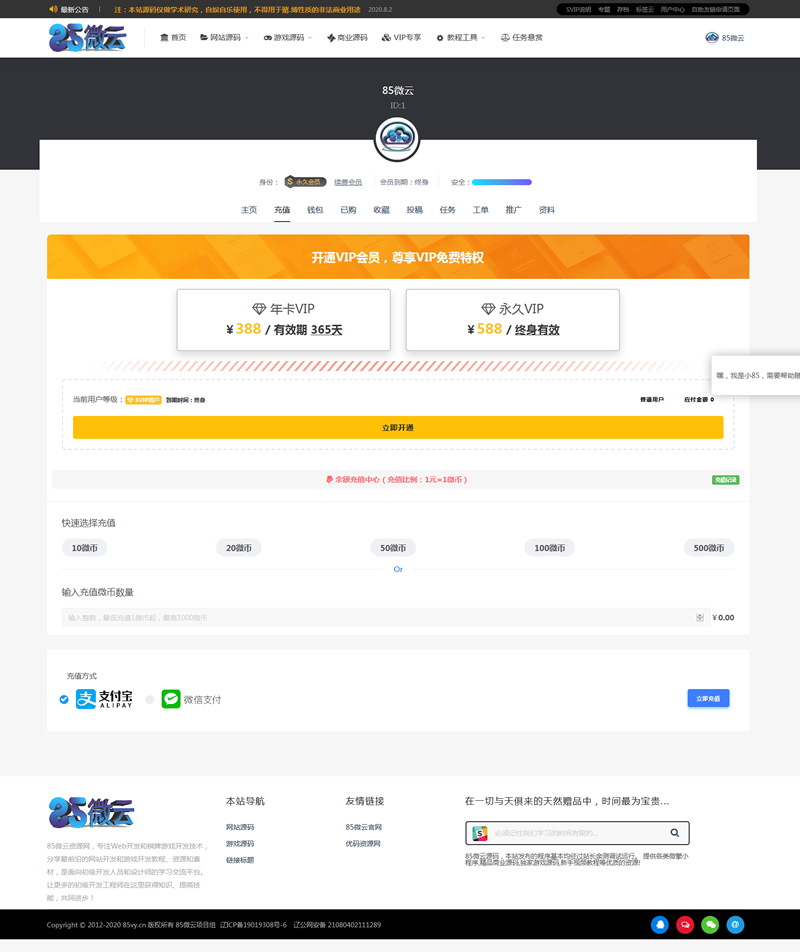 最新公告
注：本站源码仅做学术研究，自娱自乐使用，不得用于赌.博性质的非法商业用途 2020.8.2
SVIP说明 专题 存档 标签云 用户中心 自助友链申请页面
85微云
首页 网站源码 游戏源码 商业源码 VIP专享 教程工具 任务悬赏
85微云
85微云
ID:1
身份： 永久会员 续费会员 会员到期：终身 安全：
主页 充值 钱包 已购 收藏 投稿 任务 工单 推广 资料
开通VIP会员，尊享VIP免费特权
年卡VIP
¥ 388 / 有效期 365天
永久VIP
¥ 588 / 终身有效
嘿，我是小85，需要帮助随
当前用户等级： SVIP用户 到期时间：终身
普通用户 应付金额 0
立即开通
余额充值中心 ( 充值比例：1元=1微币 )
充值记录
快速选择充值
10微币 20微币 50微币 100微币 500微币
Or
输入充值微币数量
输入整数，最低充值1微币起，最高1000微币
¥ 0.00
充值方式
支付宝 ALIPAY
微信支付
立即充值
85微云
85微云资源网，专注Web开发和棋牌游戏开发技术，
分享最前沿的网站开发和游戏开发教程、资源和素
材，是面向初级开发人员和设计师的学习交流平台。
让更多的初级开发工程师在这里获得知识、提高技
能，共同进步！
本站导航
网站源码
游戏源码
链接标题
友情链接
85微云官网
优码资源网
在一切与天俱来的天然赠品中，时间最为宝贵...
必须记住我们学习的时间有限的...
85微云源码，本站发布的程序基本均经过站长亲测调试运行。 提供各类微擎小
程序,精品商业源码,独家游戏源码,新手视频教程等优质的资源!
Copyright © 2012-2020 85vy.cn 版权所有 85微云项目组 辽ICP备19019308号-6 辽公网安备 21080402111289